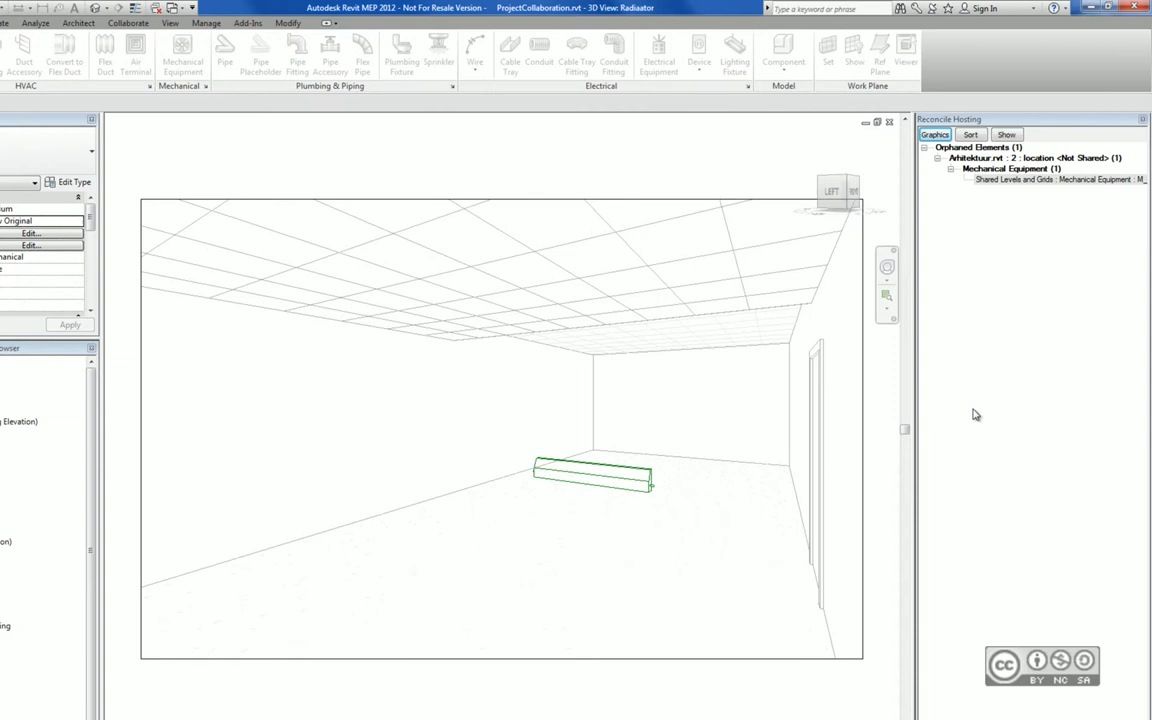 Autodesk Revit MEP 2012 - Not For Resale Version - ProjectCollaboration.rvt - 3D View: Radiaator
Type a keyword or phrase
Sign In
Analyze Architect Collaborate View Manage Add-Ins Modify
Duct Accessory
Convert to Flex Duct
Flex Duct
Air Terminal
Mechanical Equipment
Pipe
Pipe Placeholder
Pipe Fitting
Pipe Accessory
Flex Pipe
Plumbing Fixture
Sprinkler
Wire
Cable Tray
Conduit
Cable Tray Fitting
Conduit Fitting
Electrical Equipment
Device
Lighting Fixture
Component
Set
Show
Ref Plane
Viewer
HVAC Mechanical Plumbing & Piping Electrical Model Work Plane
Edit Type
Original
Edit...
Edit...
Apply
Elevation)
LEFT
Reconcile Hosting
Graphics Sort Show
Orphaned Elements (1)
Arhitektuur.rvt : 2 : location <Not Shared> (1)
Mechanical Equipment (1)
Shared Levels and Grids : Mechanical Equipment : M_
cc
BY NC SA